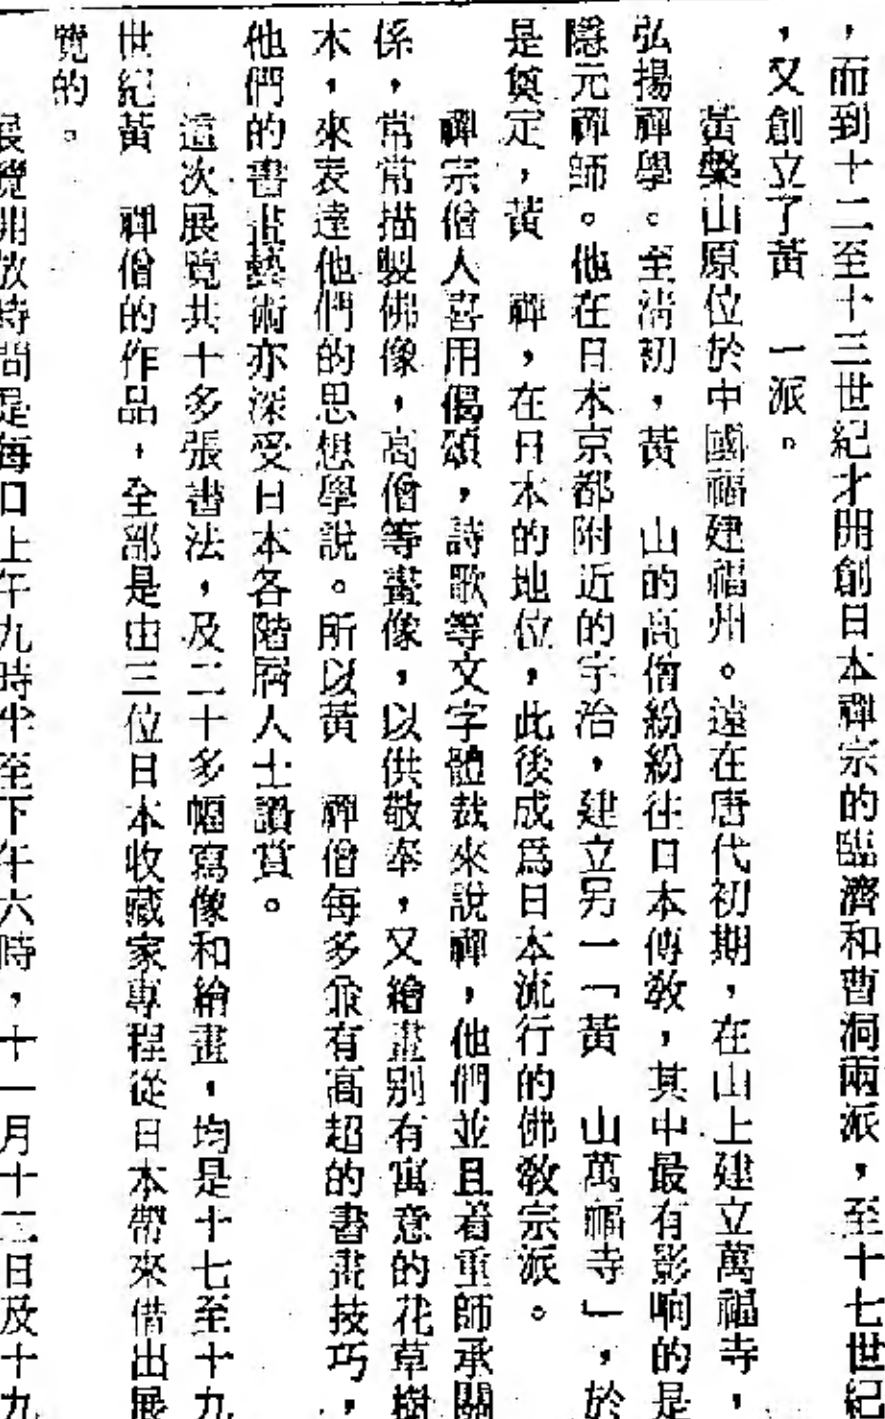 ，而到十二至十三世紀才開創日本禪宗的臨濟和曹洞兩派，至十七世紀
，又創立了黃　一派。
黃檗山原位於中國福建福州。遠在唐代初期，在山上建立萬福寺，
弘揚禪學。至清初，黃　山的高僧紛紛往日本傳敎，其中最有影响的是
隱元禪師。他在日本京都附近的宇治，建立另一「黃　山萬福寺」，於
是奠定，黃　禪，在日本的地位，此後成爲日本流行的佛敎宗派。
禪宗僧人喜用偈頌，詩歌等文字體裁來說禪，他們並且着重師承關
係，常常描製佛像，高僧等畫像，以供敬奉，又繪畫別有寓意的花草樹
木，來表達他們的思想學說。所以黃　禪僧每多兼有高超的書畫技巧，
他們的書畫藝術亦深受日本各階層人士讚賞。
這次展覽共十多張書法，及二十多幅寫像和繪畫，均是十七至十九
世紀黃　禪僧的作品，全部是由三位日本收藏家專程從日本帶來借出展
覽的。
展覽開放時間是每日上午九時半至下午六時，十一月十三日及十九